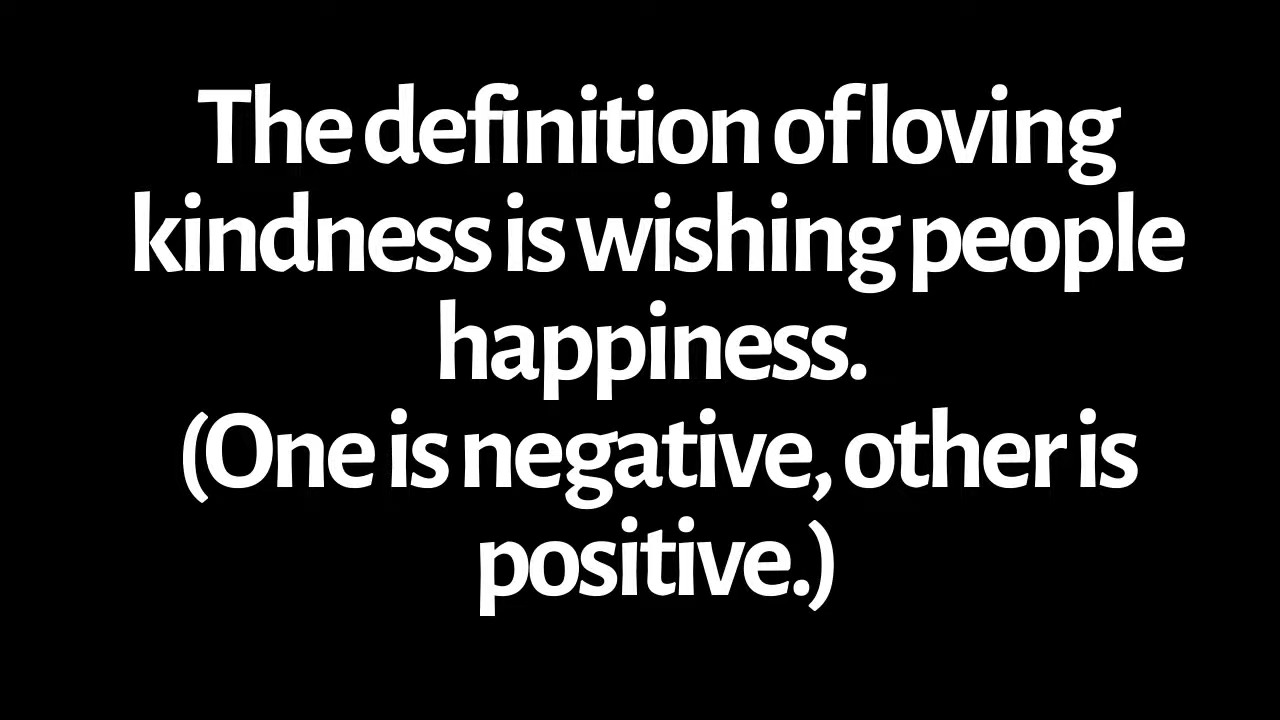 The definition of loving
kindness is wishing people
happiness.
(One is negative, other is
positive.)